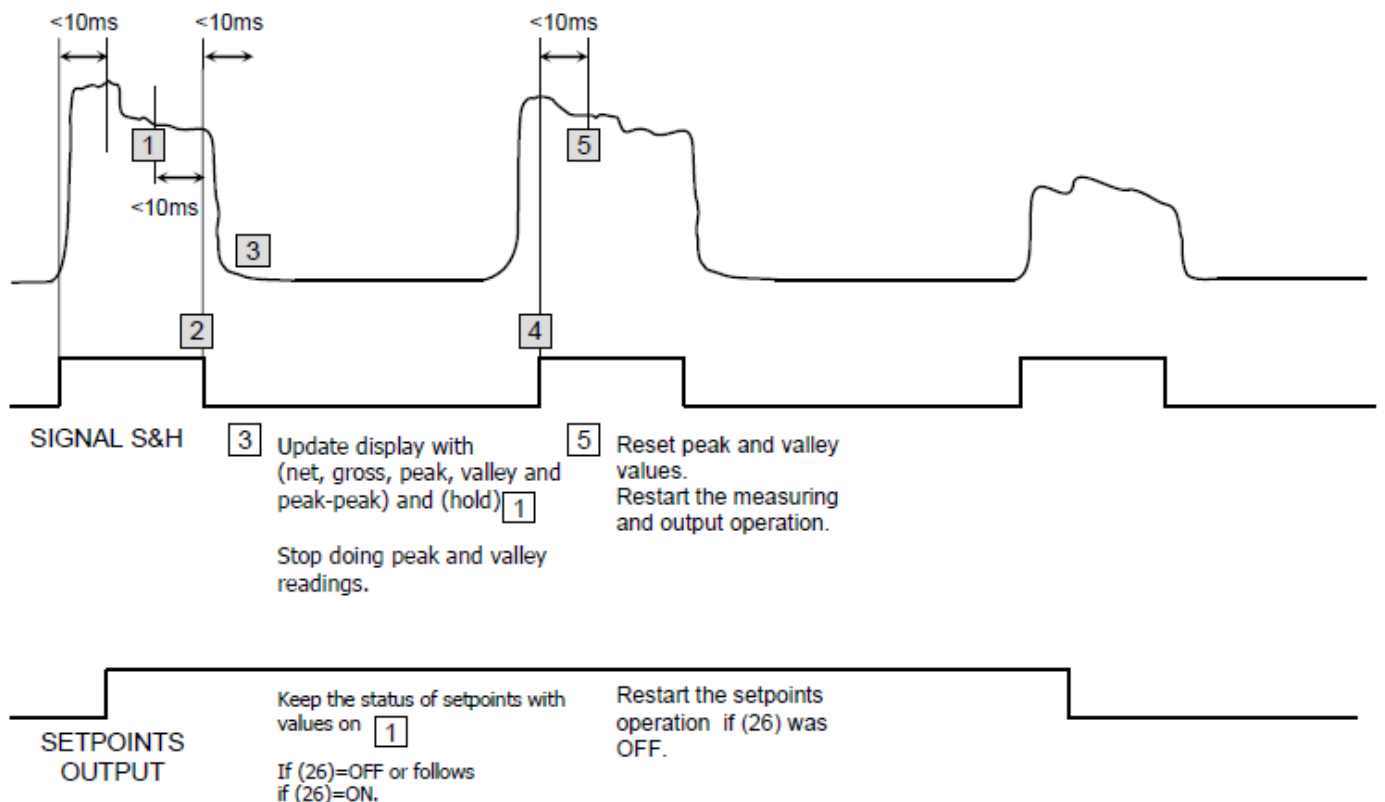 <10ms
<10ms
<10ms
1
5
<10ms
3
2
4
SIGNAL S&H
3
Update display with
(net, gross, peak, valley and
peak-peak) and (hold) 1
Stop doing peak and valley
readings.
5
Reset peak and valley
values.
Restart the measuring
and output operation.
SETPOINTS
OUTPUT
Keep the status of setpoints with
values on 1
If (26)=OFF or follows
if (26)=ON.
Restart the setpoints
operation if (26) was
OFF.